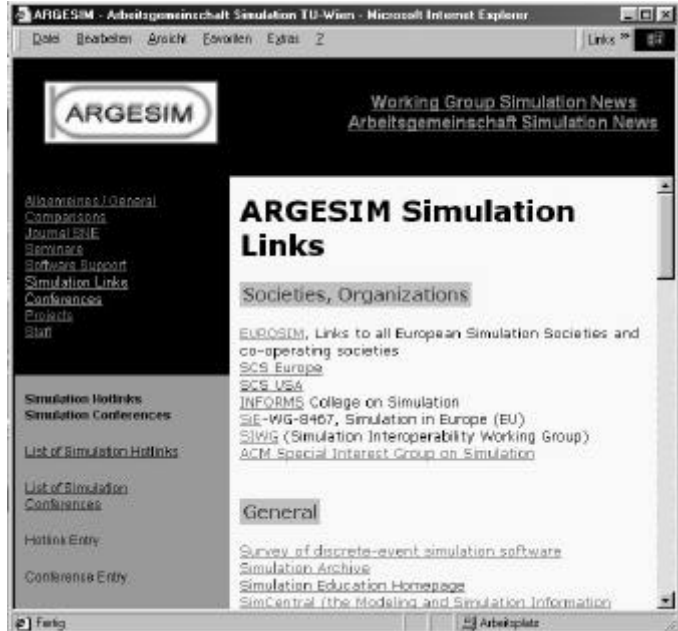 ARGESIM - Arbeitsgemeinschaft Simulation TU-Wien - Microsoft Internet Explorer
Datei Bearbeiten Ansicht Favoriten Extras ? Links »
ARGESIM
Working Group Simulation News
Arbeitsgemeinschaft Simulation News
Allgemeines / General
Comparisons
Journal SNE
Seminare
Software Support
Simulation Links
Conferences
Projects
Staff
Simulation Hotlinks
Simulation Conferences
List of Simulation Hotlinks
List of Simulation
Conferences
Hotlink Entry
Conference Entry
ARGESIM Simulation
Links
Societies, Organizations
EUROSIM, Links to all European Simulation Societies and
co-operating societies
SCS Europe
SCS USA
INFORMS College on Simulation
SiE-WG-8467, Simulation in Europe (EU)
SIWG (Simulation Interoperability Working Group)
ACM Special Interest Group on Simulation
General
Survey of discrete-event simulation software
Simulation Archive
Simulation Education Homepage
SimCentral (the Modeling and Simulation Information
Fertig Arbeitsplatz